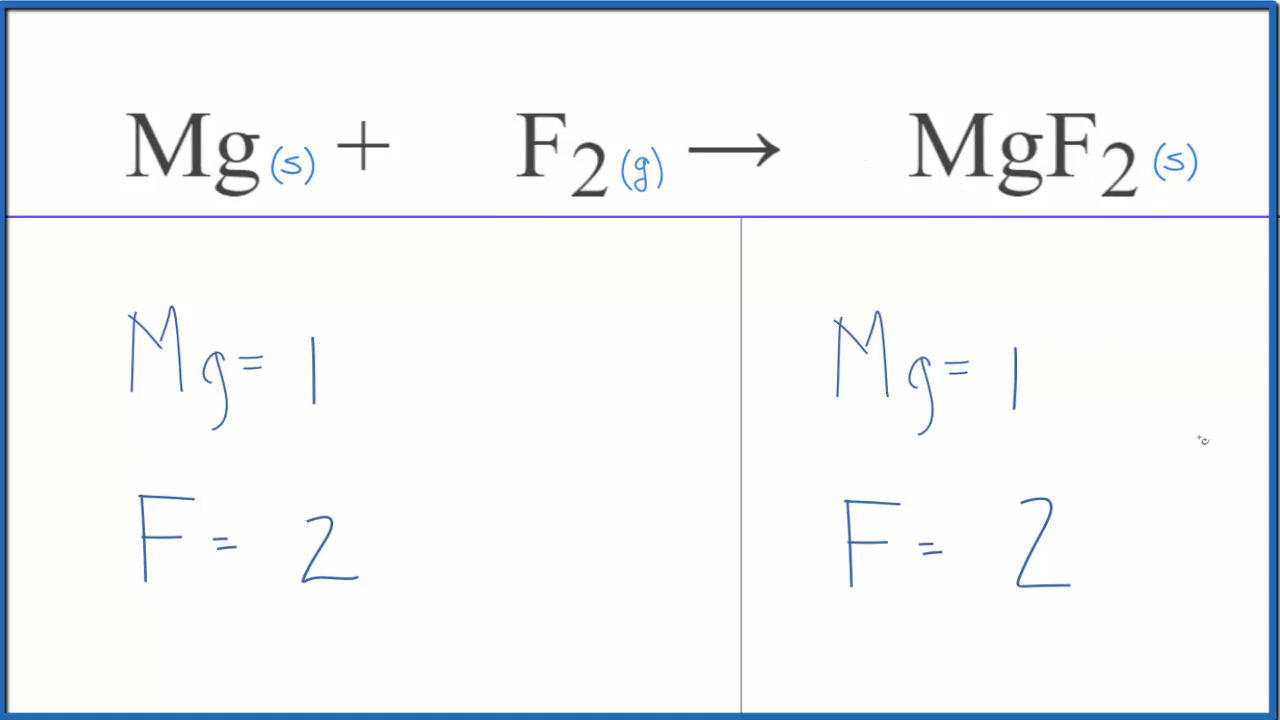 Mg(s) + F2(g) → MgF2(s)
Mg= 1
F= 2
Mg= 1
F= 2